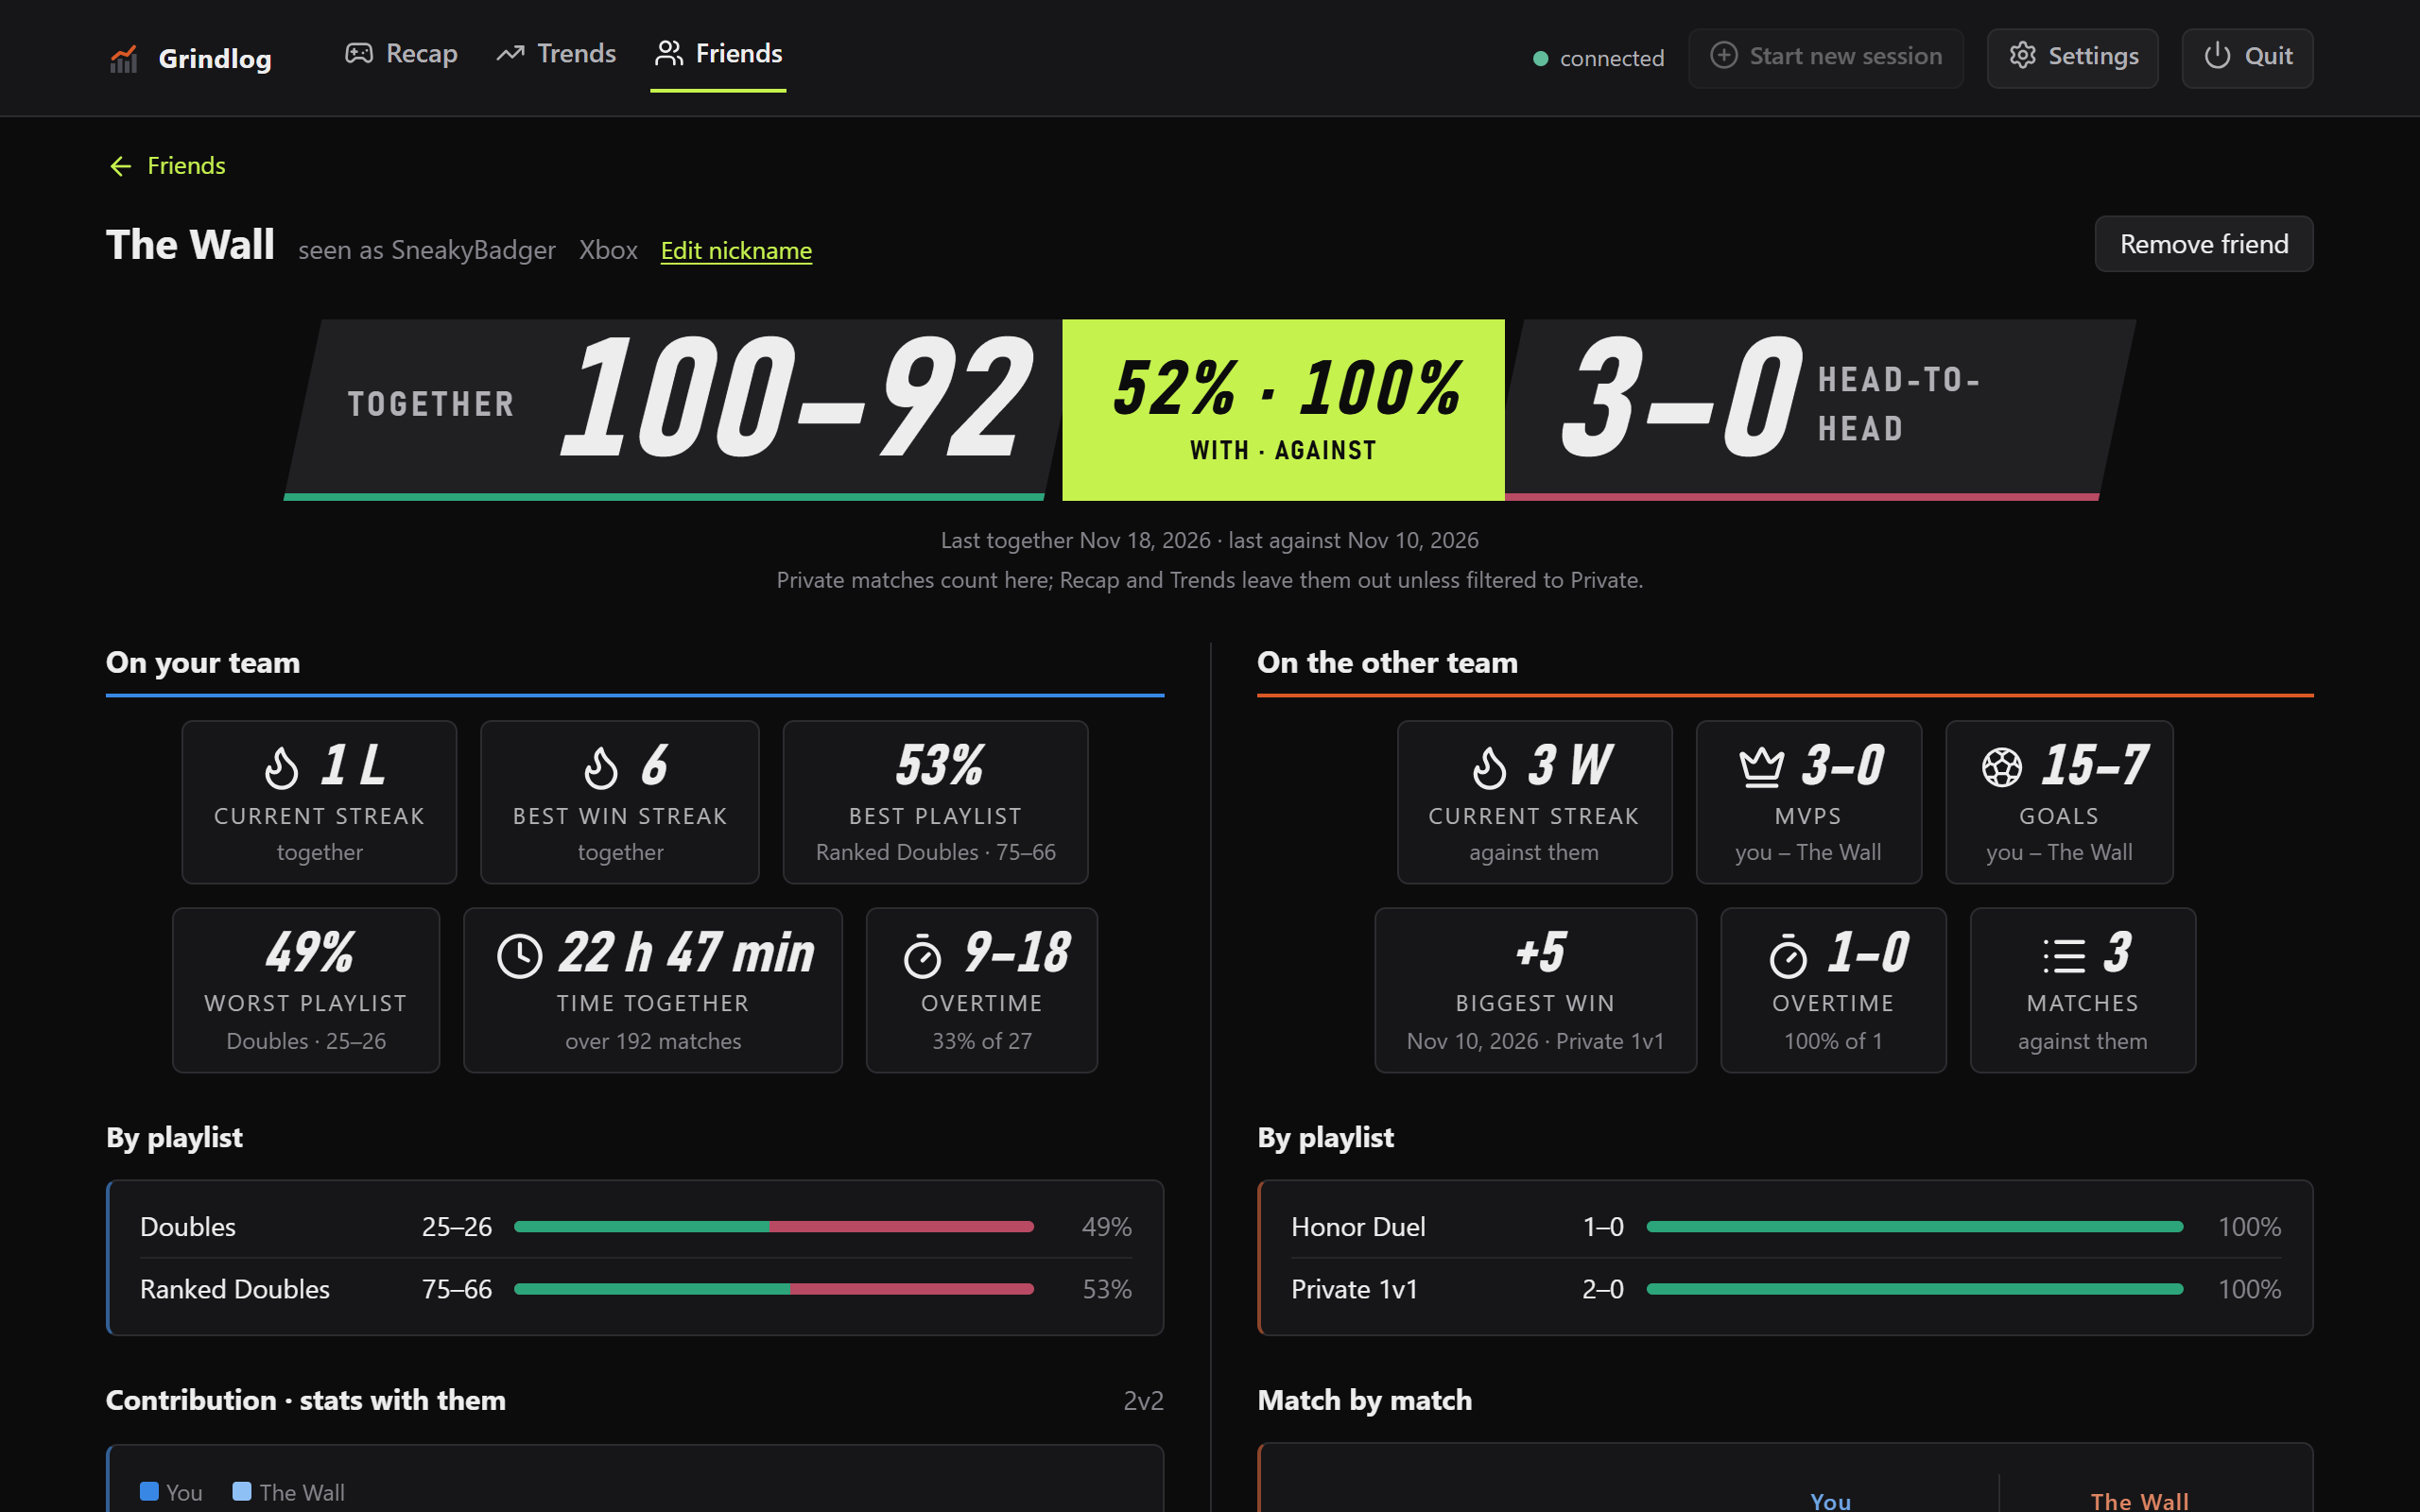 Grindlog
Recap
Trends
Friends
connected
Start new session
Settings
Quit
Friends
The Wall seen as SneakyBadger Xbox Edit nickname
Remove friend
TOGETHER 100–92
52% · 100%
WITH · AGAINST
3–0 HEAD-TO-
HEAD
Last together Nov 18, 2026 · last against Nov 10, 2026
Private matches count here; Recap and Trends leave them out unless filtered to Private.
On your team
1 L
CURRENT STREAK
together
6
BEST WIN STREAK
together
53%
BEST PLAYLIST
Ranked Doubles · 75–66
49%
WORST PLAYLIST
Doubles · 25–26
22 h 47 min
TIME TOGETHER
over 192 matches
9–18
OVERTIME
33% of 27
By playlist
Doubles 25–26 49%
Ranked Doubles 75–66 53%
Contribution · stats with them 2v2
You The Wall
On the other team
3 W
CURRENT STREAK
against them
3–0
MVPS
you – The Wall
15–7
GOALS
you – The Wall
+5
BIGGEST WIN
Nov 10, 2026 · Private 1v1
1–0
OVERTIME
100% of 1
3
MATCHES
against them
By playlist
Honor Duel 1–0 100%
Private 1v1 2–0 100%
Match by match
You The Wall